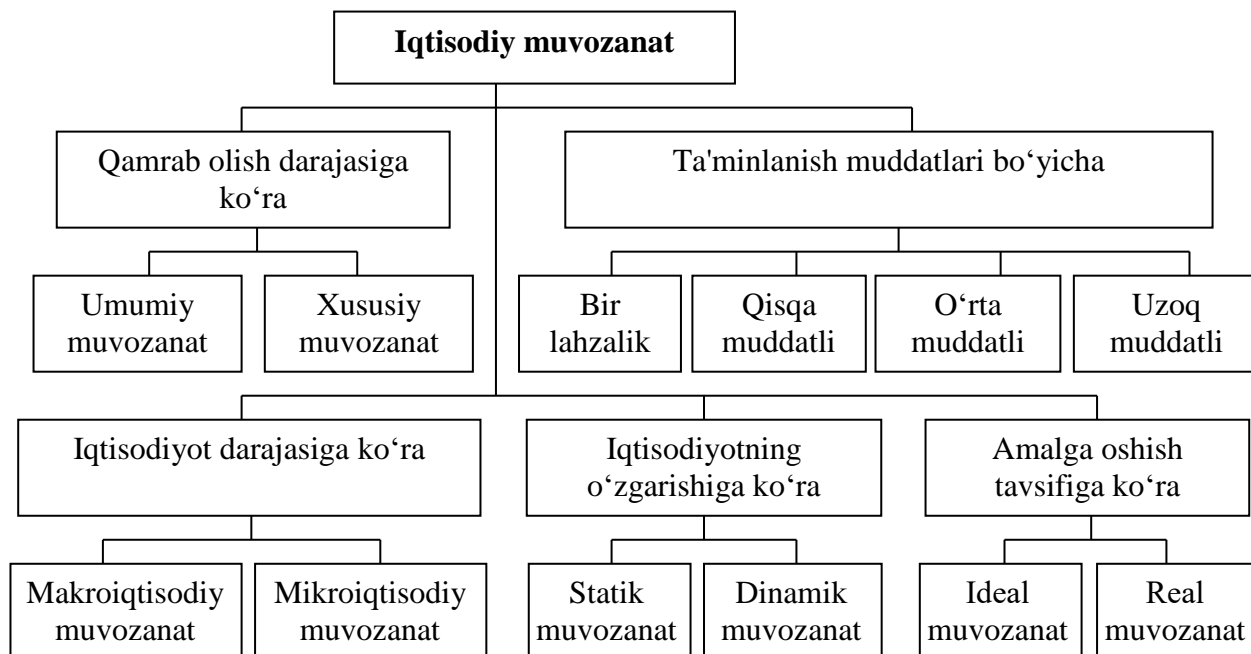 Iqtisodiy muvozanat
Qamrab olish darajasiga
ko‘ra
Ta'minlanish muddatlari bo‘yicha
Umumiy
muvozanat
Xususiy
muvozanat
Bir
lahzalik
Qisqa
muddatli
O‘rta
muddatli
Uzoq
muddatli
Iqtisodiyot darajasiga ko‘ra
Iqtisodiyotning
o‘zgarishiga ko‘ra
Amalga oshish
tavsifiga ko‘ra
Makroiqtisodiy
muvozanat
Mikroiqtisodiy
muvozanat
Statik
muvozanat
Dinamik
muvozanat
Ideal
muvozanat
Real
muvozanat